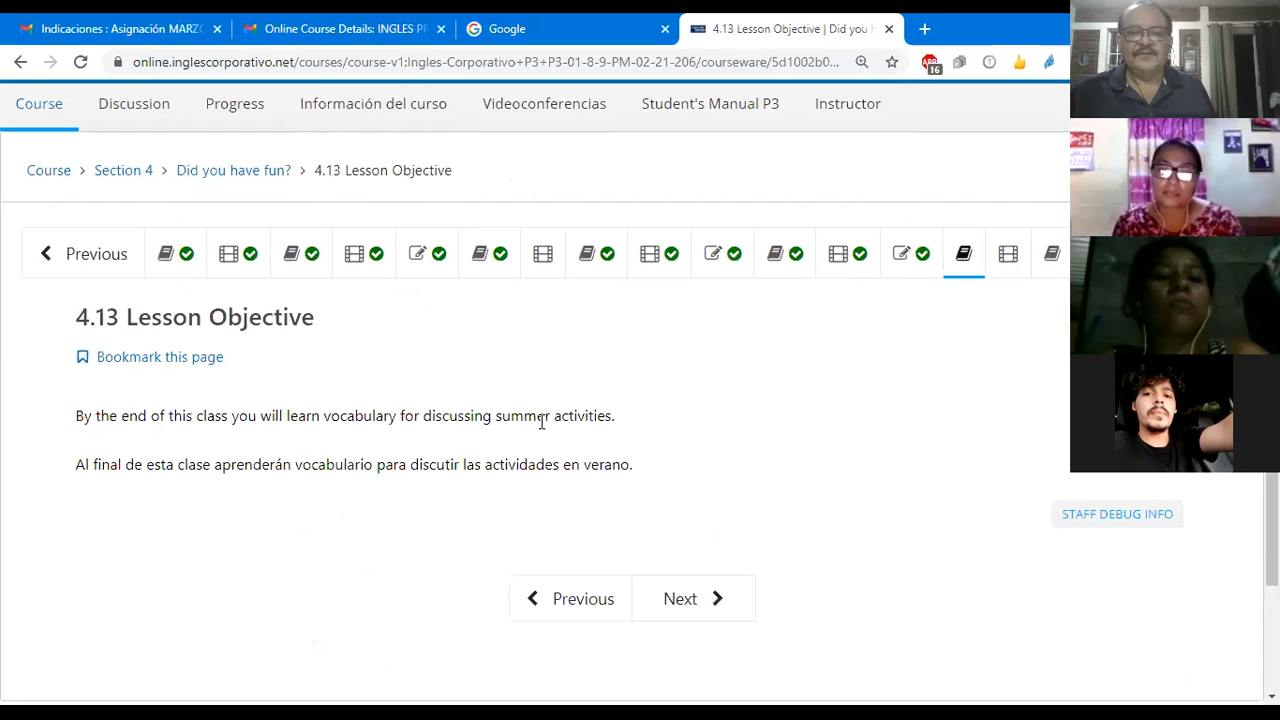 Indicaciones : Asignación MARZO
Online Course Details: INGLES PR
Google
4.13 Lesson Objective | Did you h
online.inglescorporativo.net/courses/course-v1:Ingles-Corporativo+P3+P3-01-8-9-PM-02-21-206/courseware/5d1002b0...
16
Course
Discussion
Progress
Información del curso
Videoconferencias
Student's Manual P3
Instructor
Course > Section 4 > Did you have fun? > 4.13 Lesson Objective
Previous
4.13 Lesson Objective
Bookmark this page
By the end of this class you will learn vocabulary for discussing summer activities.
Al final de esta clase aprenderán vocabulario para discutir las actividades en verano.
STAFF DEBUG INFO
Previous
Next